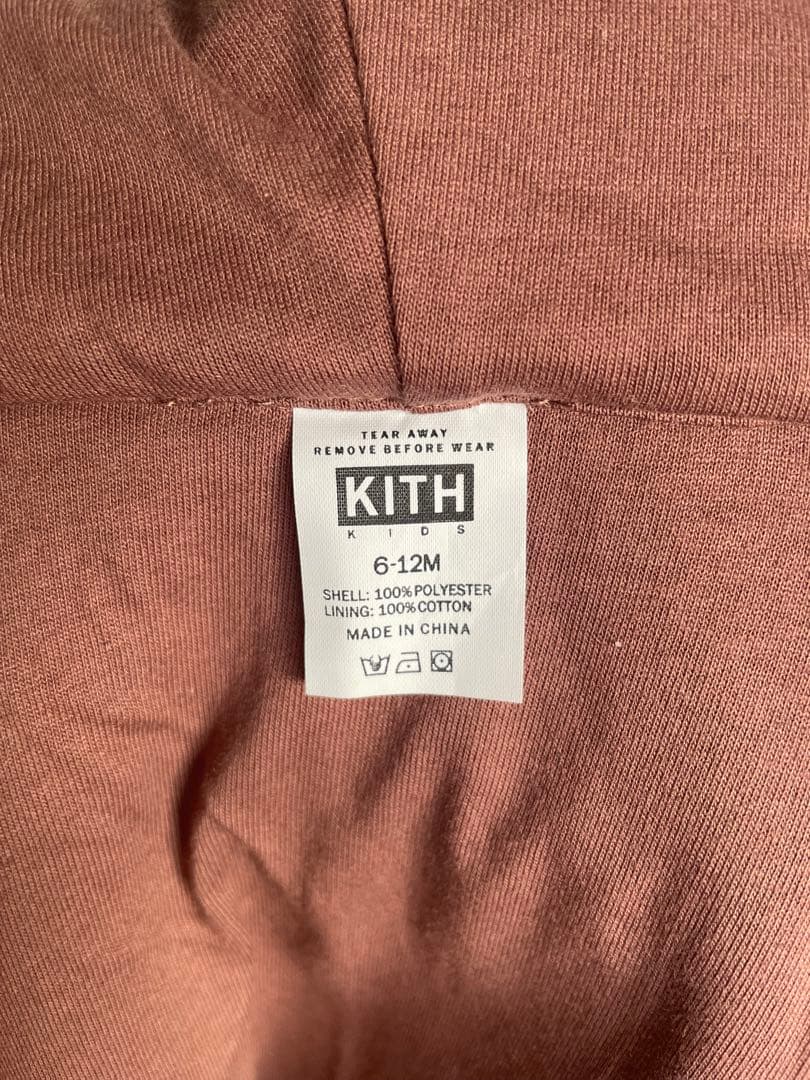 TEAR AWAY
REMOVE BEFORE WEAR
KITH
KIDS
6-12M
SHELL: 100% POLYESTER
LINING: 100% COTTON
MADE IN CHINA